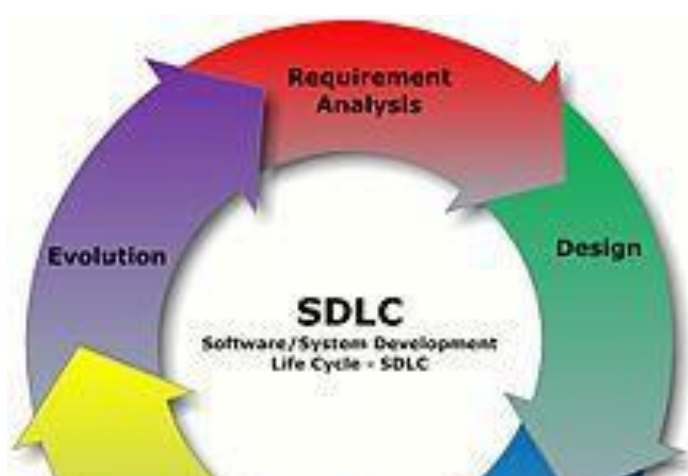 Requirement
Analysis
Evolution
Design
SDLC
Software/System Development
Life Cycle - SDLC